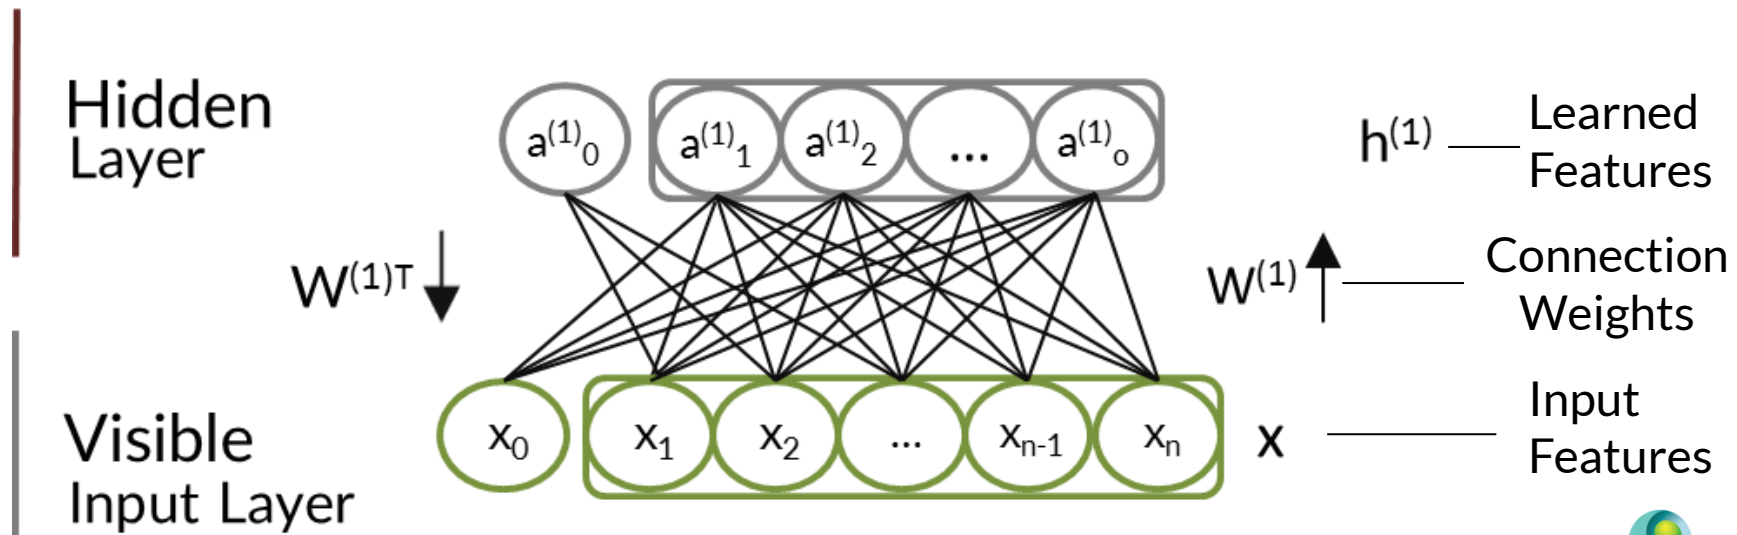 Hidden
Layer
a⁽¹⁾₀ a⁽¹⁾₁ a⁽¹⁾₂ ... a⁽¹⁾ₒ
h⁽¹⁾
Learned
Features
W⁽¹⁾ᵀ
W⁽¹⁾
Connection
Weights
Visible
Input Layer
x₀ x₁ x₂ ... xₙ₋₁ xₙ
x
Input
Features